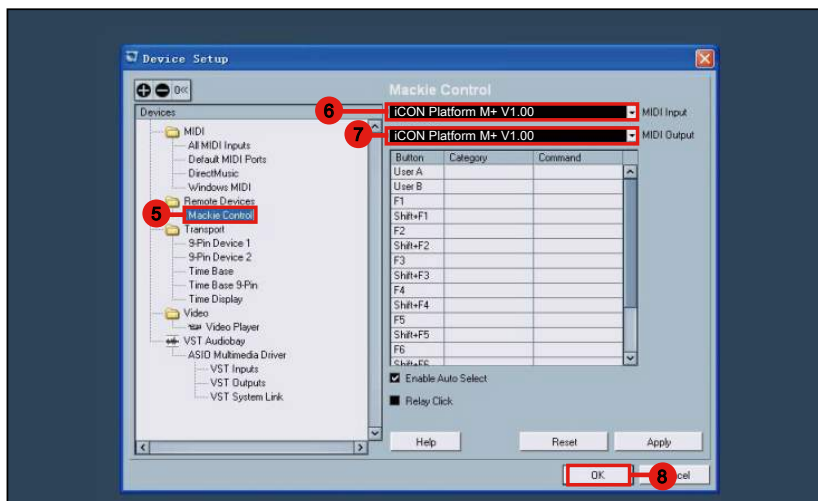 Device Setup
Mackie Control
Devices
6
iCON Platform M+ V1.00
MIDI Input
7
iCON Platform M+ V1.00
MIDI Output
MIDI
All MIDI Inputs
Default MIDI Ports
DirectMusic
Windows MIDI
Remote Devices
5
Mackie Control
Transport
9-Pin Device 1
9-Pin Device 2
Time Base
Time Base 9-Pin
Time Display
Video
Video Player
VST Audiobay
ASIO Multimedia Driver
VST Inputs
VST Outputs
VST System Link
Button Category Command
User A
User B
F1
Shift+F1
F2
Shift+F2
F3
Shift+F3
F4
Shift+F4
F5
Shift+F5
F6
Shift+F6
Enable Auto Select
Relay Click
Help Reset Apply
OK 8 cel